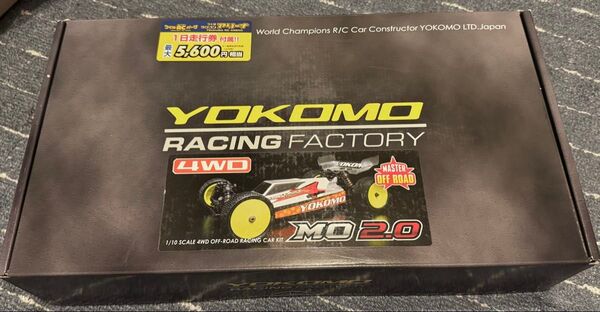 1日走行券 付属!!
最大 5,600円相当
World Champions R/C Car Constructor YOKOMO LTD.Japan
YOKOMO
RACING FACTORY
4WD
MASTER
OFF ROAD
YOKOMO
YOKOMO
MO 2.0
1/10 SCALE 4WD OFF-ROAD RACING CAR KIT
YOKOMO